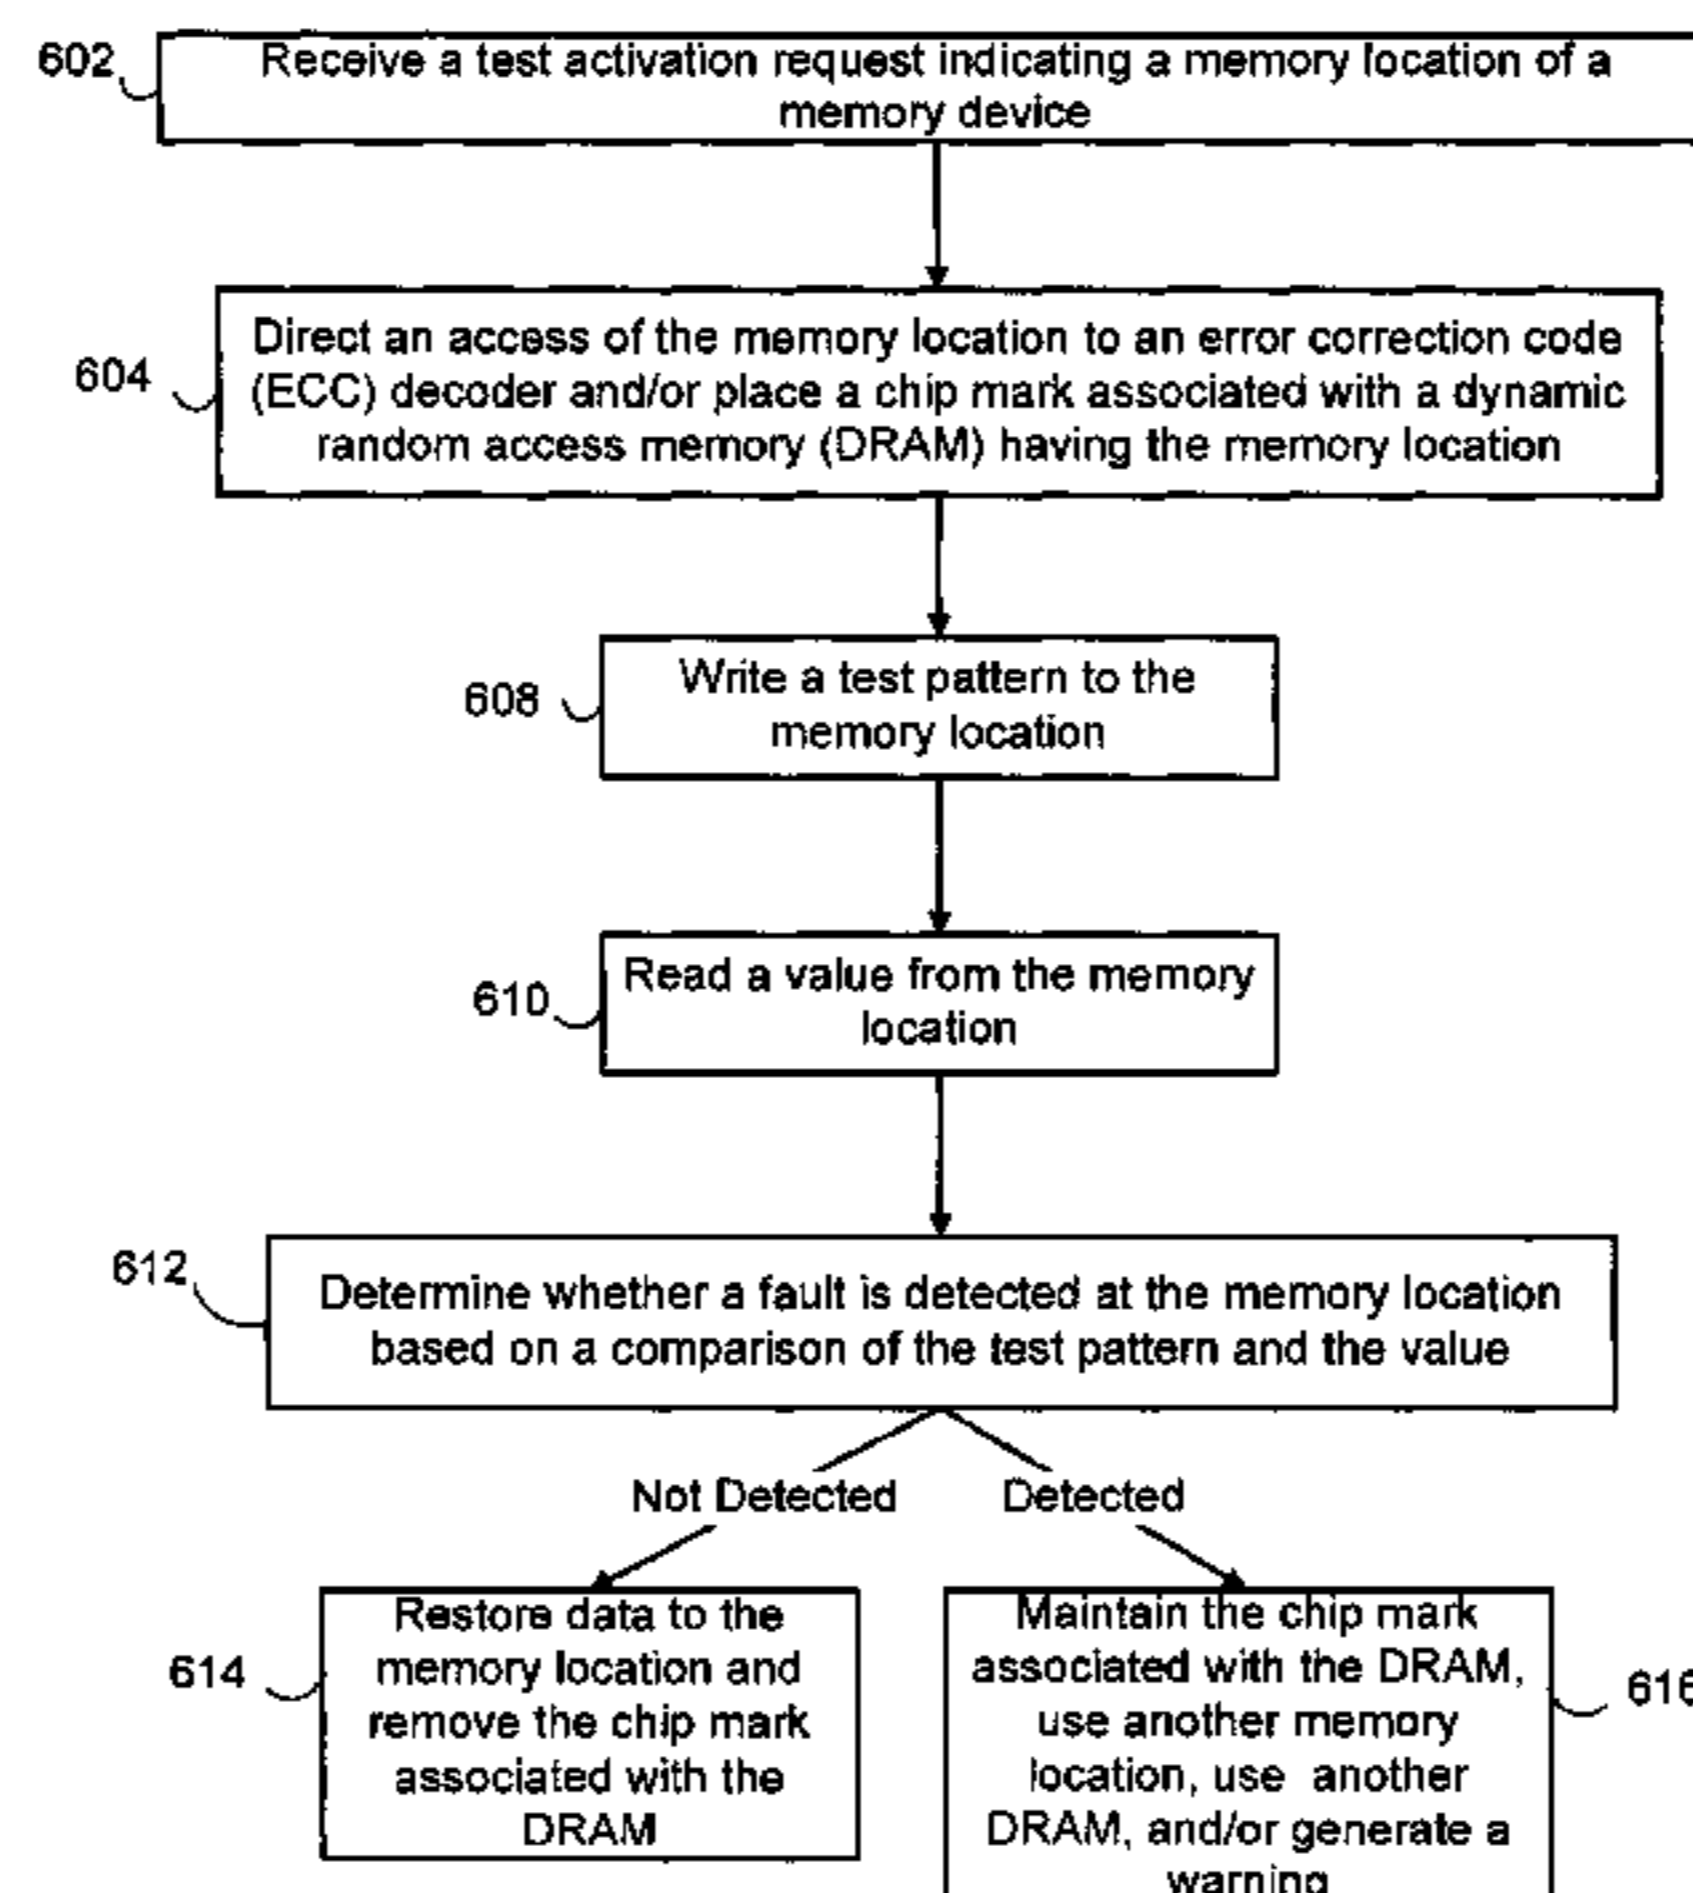 602
Receive a test activation request indicating a memory location of a
memory device
604
Direct an access of the memory location to an error correction code
(ECC) decoder and/or place a chip mark associated with a dynamic
random access memory (DRAM) having the memory location
608
Write a test pattern to the
memory location
610
Read a value from the memory
location
612
Determine whether a fault is detected at the memory location
based on a comparison of the test pattern and the value
Not Detected
Detected
614
Restore data to the
memory location and
remove the chip mark
associated with the
DRAM
Maintain the chip mark
associated with the DRAM,
use another memory
location, use another
DRAM, and/or generate a
warning
616